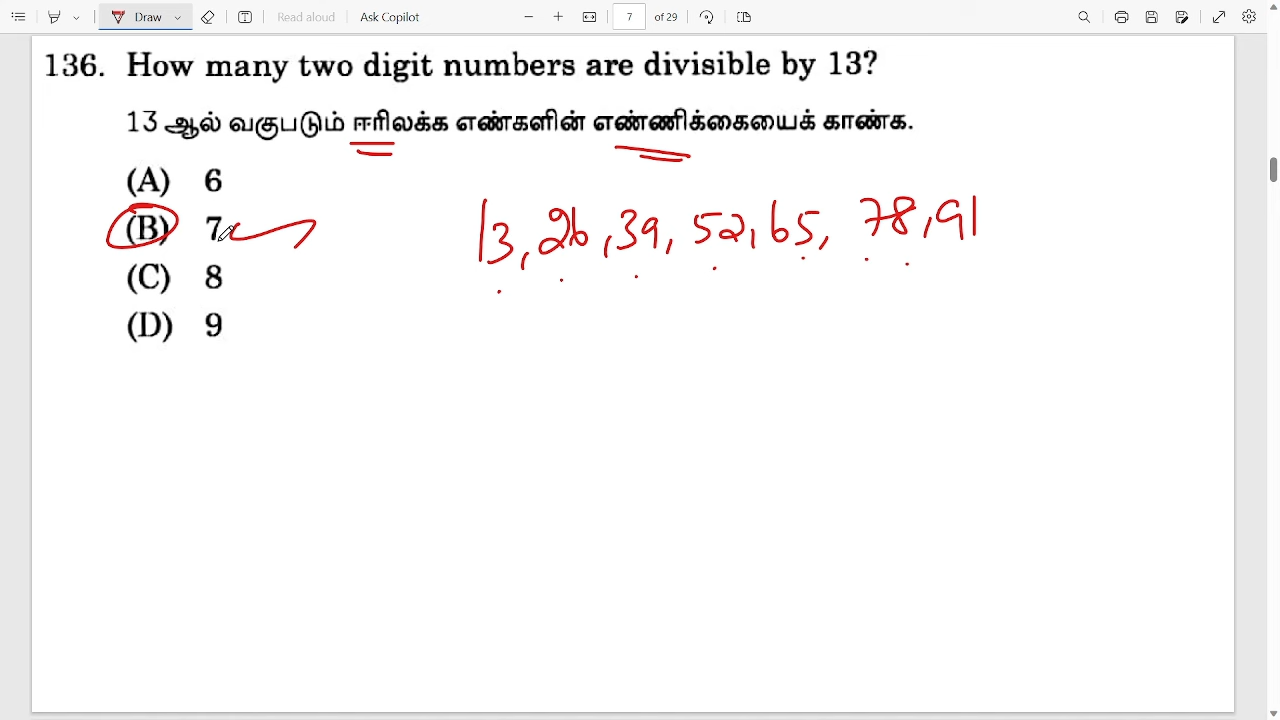 Draw
Read aloud
Ask Copilot
7
of 29
136. How many two digit numbers are divisible by 13?
13 ஆல் வகுபடும் ஈரிலக்க எண்களின் எண்ணிக்கையைக் காண்க.
(A) 6
(B) 7
13, 26, 39, 52, 65, 78, 91
(C) 8
(D) 9